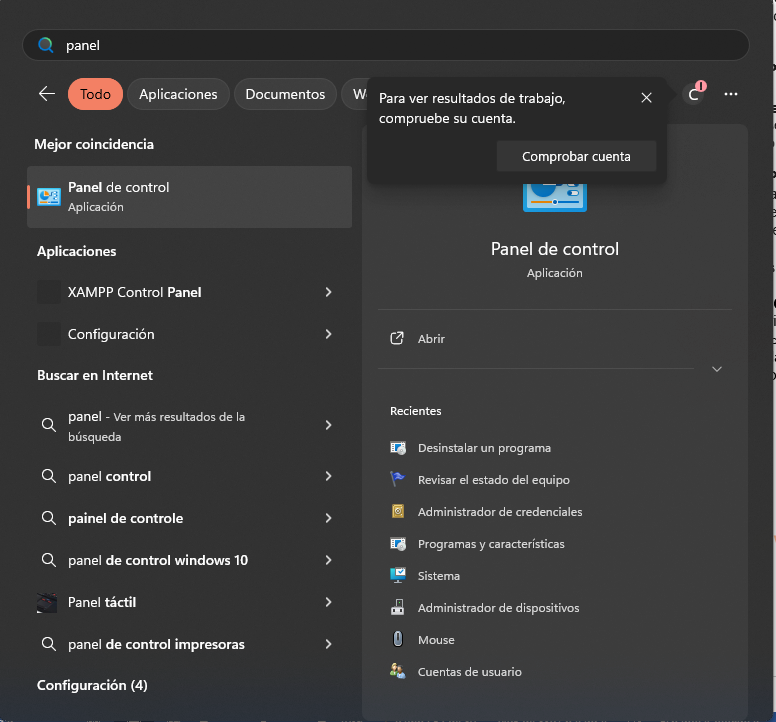 panel
Todo
Aplicaciones
Documentos
Para ver resultados de trabajo,
compruebe su cuenta.
Comprobar cuenta
C
Mejor coincidencia
Panel de control
Aplicación
Aplicaciones
XAMPP Control Panel
Configuración
Buscar en Internet
panel - Ver más resultados de la
búsqueda
panel control
painel de controle
panel de control windows 10
Panel táctil
panel de control impresoras
Configuración (4)
Panel de control
Aplicación
Abrir
Recientes
Desinstalar un programa
Revisar el estado del equipo
Administrador de credenciales
Programas y características
Sistema
Administrador de dispositivos
Mouse
Cuentas de usuario